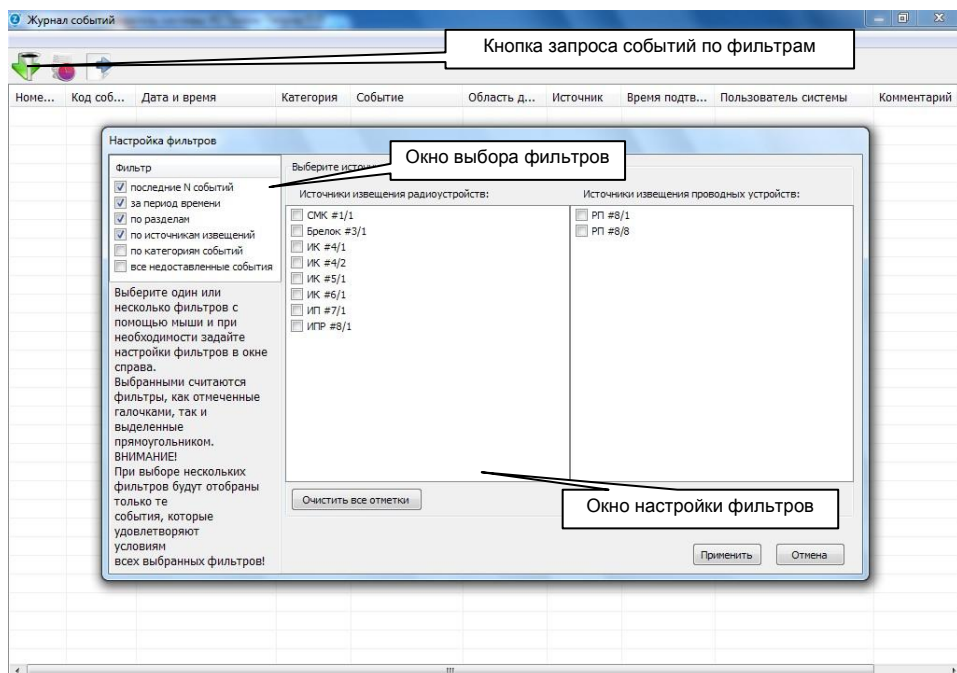 Журнал событий
Кнопка запроса событий по фильтрам
Номе... Код соб... Дата и время Категория Событие Область д... Источник Время подтв... Пользователь системы Комментарий
Настройка фильтров
Окно выбора фильтров
Фильтр
последние N событий
за период времени
по разделам
по источникам извещений
по категориям событий
все недоставленные события
Выберите один или
несколько фильтров с
помощью мыши и при
необходимости задайте
настройки фильтров в окне
справа.
Выбранными считаются
фильтры, как отмеченные
галочками, так и
выделенные
прямоугольником.
ВНИМАНИЕ!
При выборе нескольких
фильтров будут отобраны
только те
события, которые
удовлетворяют
условиям
всех выбранных фильтров!
Выберите
Источники извещения радиоустройств:
СМК #1/1
Брелок #3/1
ИК #4/1
ИК #4/2
ИК #5/1
ИК #6/1
ИП #7/1
ИПР #8/1
Источники извещения проводных устройств:
РП #8/1
РП #8/8
Очистить все отметки
Окно настройки фильтров
Применить Отмена